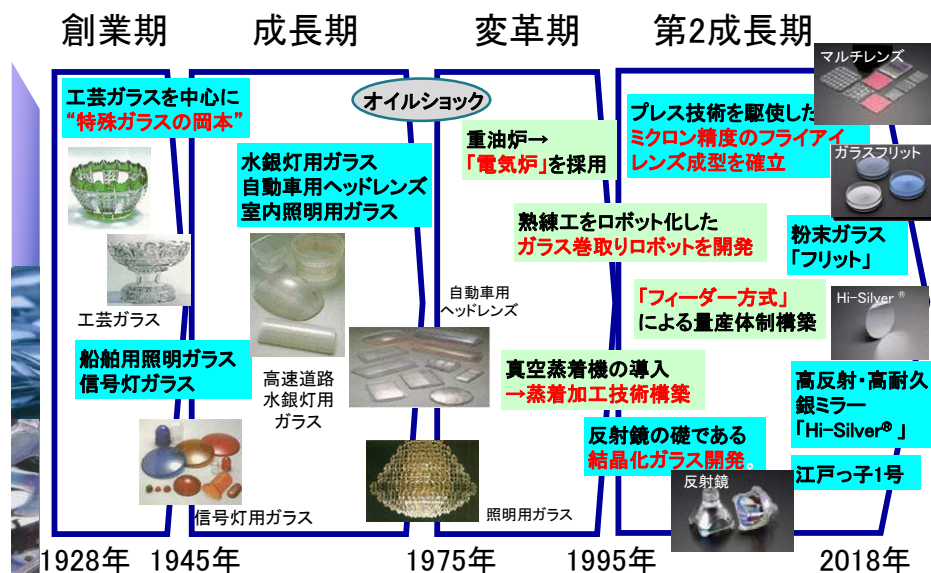 創業期
成長期
変革期
第2成長期
工芸ガラスを中心に
“特殊ガラスの岡本”
工芸ガラス
船舶用照明ガラス
信号灯ガラス
信号灯用ガラス
オイルショック
水銀灯用ガラス
自動車用ヘッドレンズ
室内照明用ガラス
高速道路
水銀灯用
ガラス
自動車用
ヘッドレンズ
照明用ガラス
重油炉→
「電気炉」を採用
熟練工をロボット化した
ガラス巻取りロボットを開発
「フィーダー方式」
による量産体制構築
真空蒸着機の導入
→蒸着加工技術構築
反射鏡の礎である
結晶化ガラス開発。
反射鏡
プレス技術を駆使した
ミクロン精度のフライアイ
レンズ成型を確立
マルチレンズ
ガラスフリット
粉末ガラス
「フリット」
Hi-Silver®
高反射・高耐久
銀ミラー
「Hi-Silver®」
江戸っ子1号
1928年
1945年
1975年
1995年
2018年